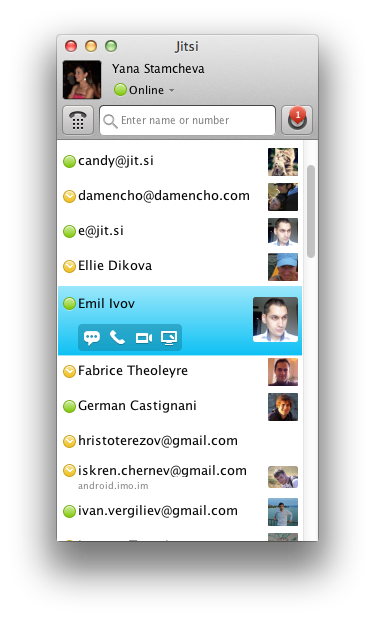 Jitsi
Yana Stamcheva
Online
Enter name or number
1
candy@jit.si
damencho@damencho.com
e@jit.si
Ellie Dikova
Emil Ivov
Fabrice Theoleyre
German Castignani
hristoterezov@gmail.com
iskren.chernev@gmail.com
android.imo.im
ivan.vergiliev@gmail.com